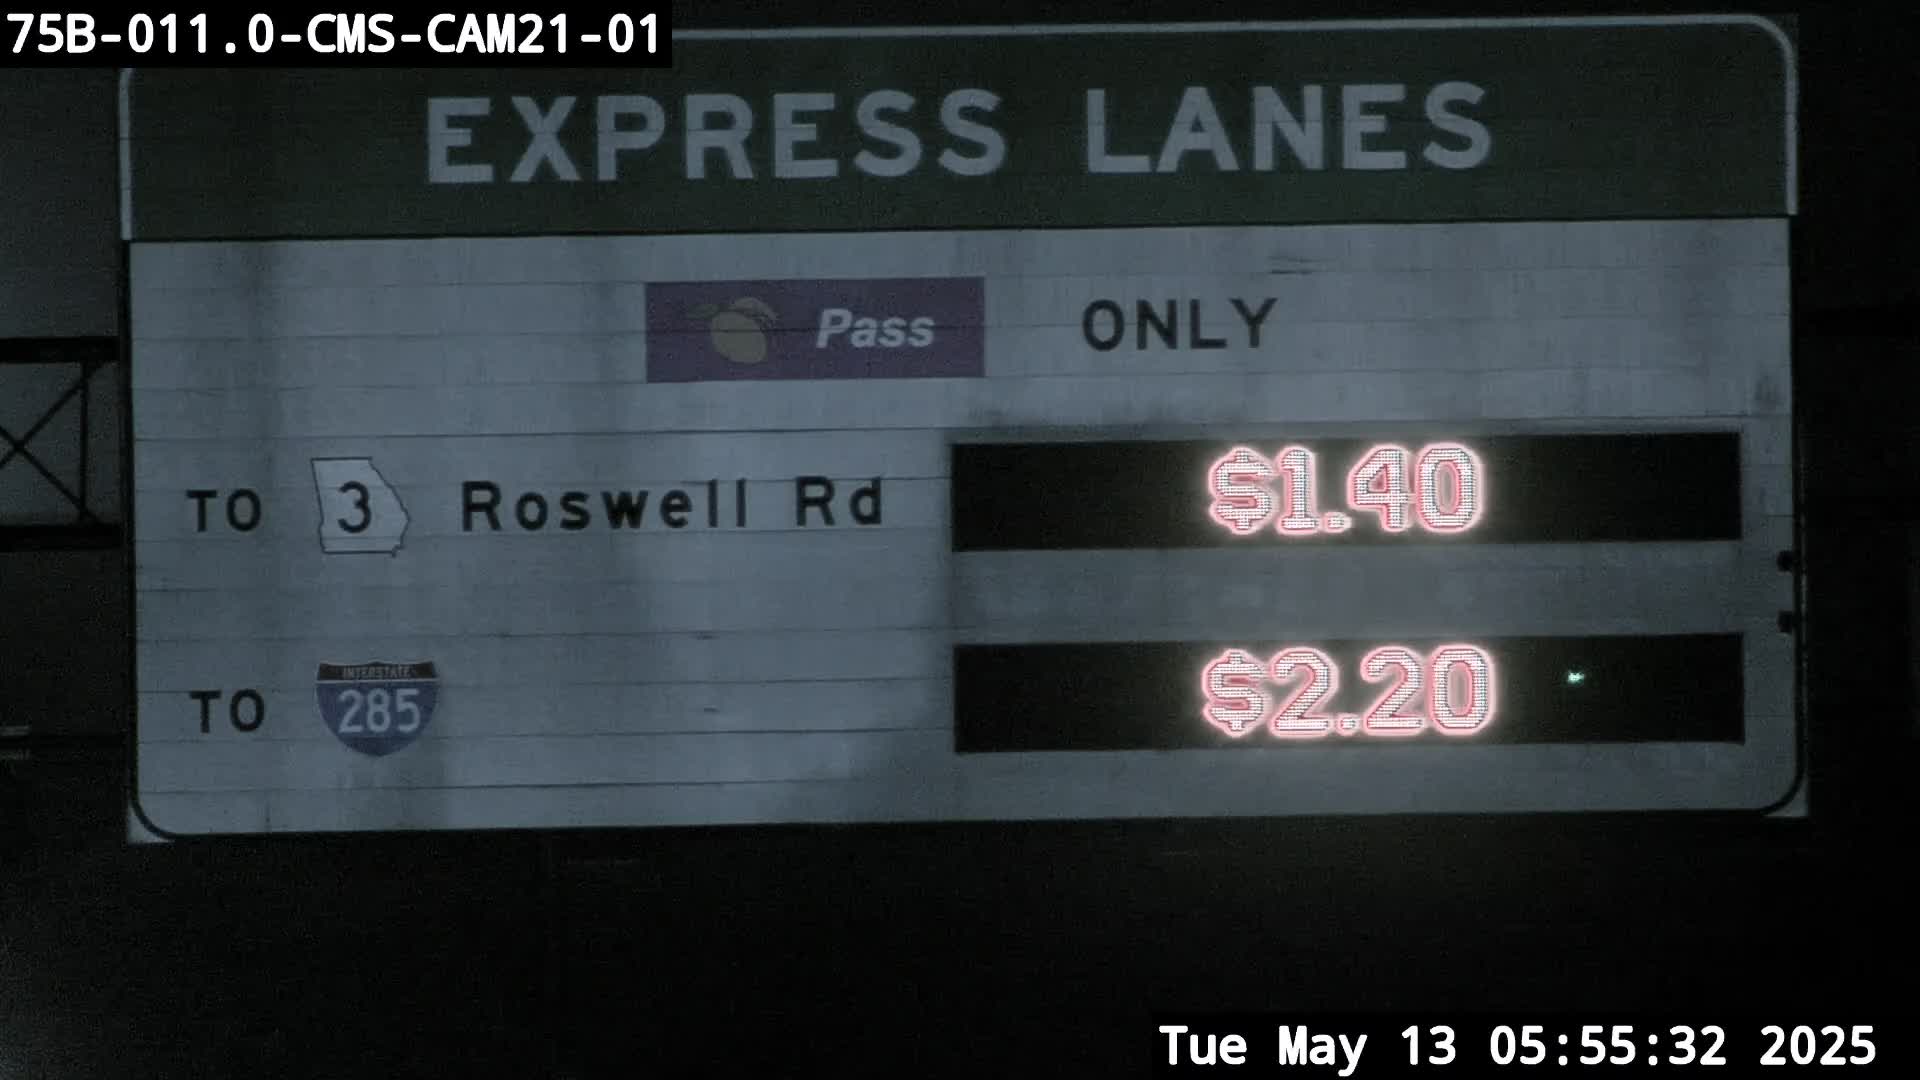 75B-011.0-CMS-CAM21-01
EXPRESS LANES
Pass ONLY
TO 3 Roswell Rd $1.40
INTERSTATE
TO 285 $2.20
Tue May 13 05:55:32 2025